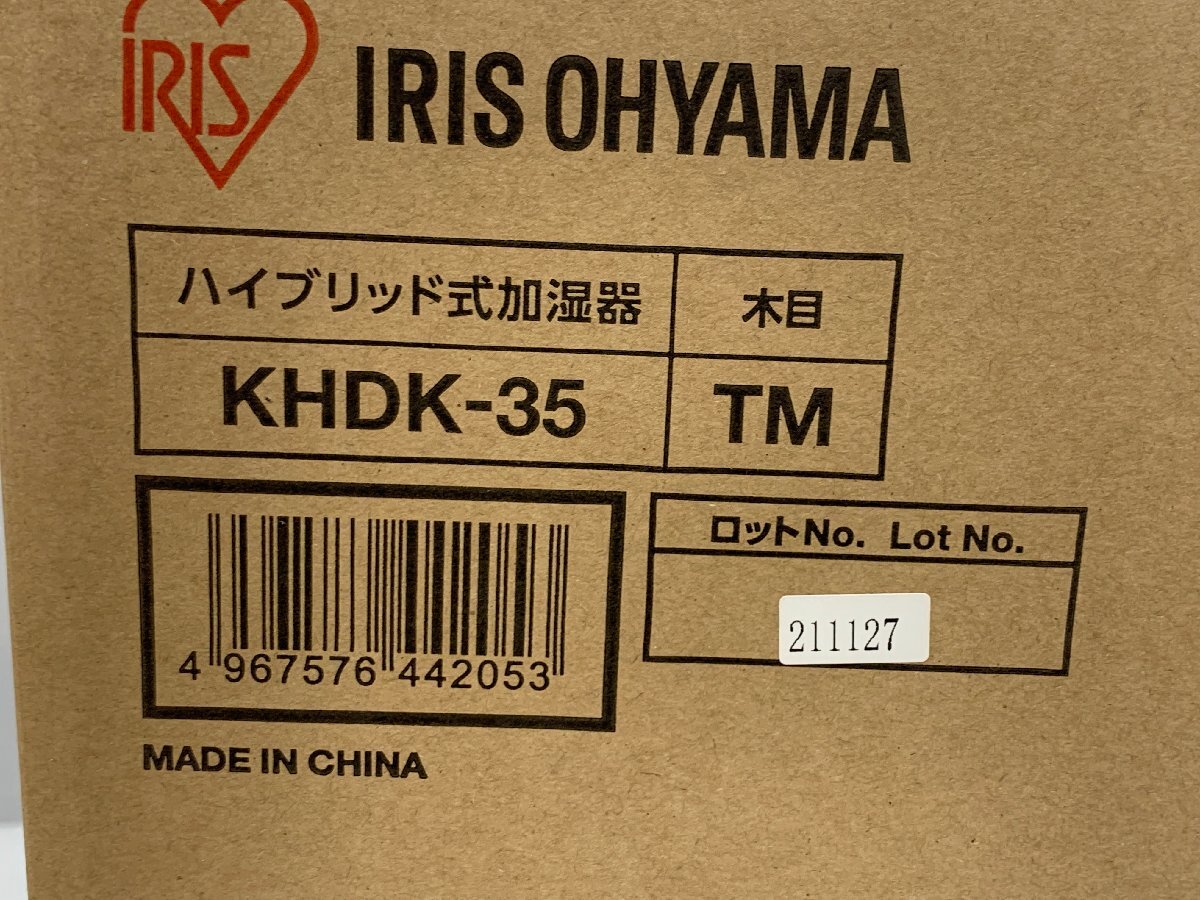 IRIS
IRIS OHYAMA
ハイブリッド式加湿器 木目
KHDK-35 TM
ロットNo. Lot No.
211127
4 967576 442053
MADE IN CHINA